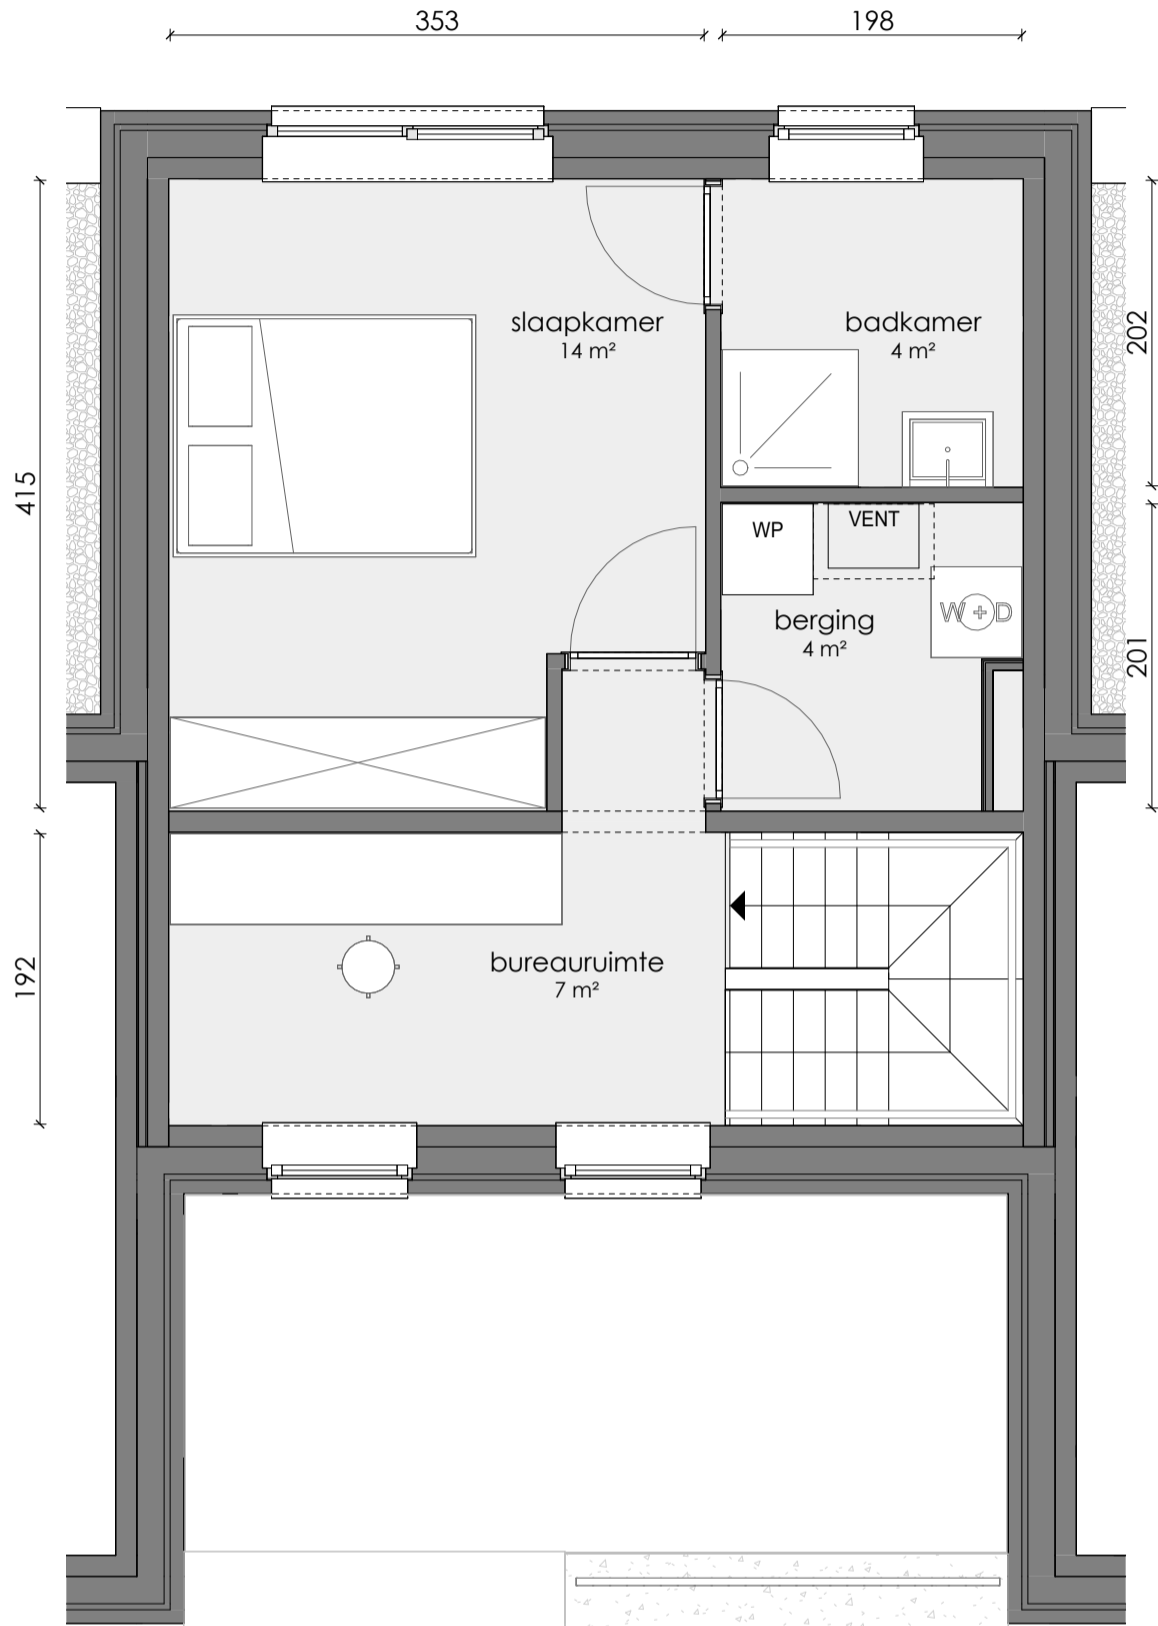 353
198
slaapkamer
14 m²
badkamer
4 m²
202
415
WP
VENT
W+D
berging
4 m²
201
bureauruimte
7 m²
192